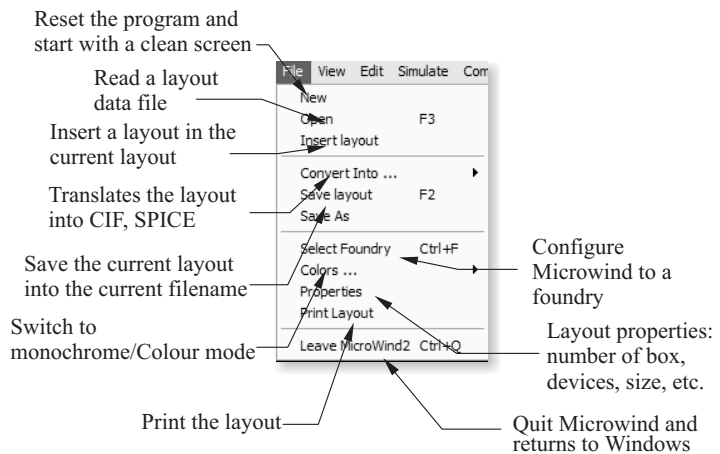 Reset the program and
start with a clean screen
Read a layout
data file
Insert a layout in the
current layout
Translates the layout
into CIF, SPICE
Save the current layout
into the current filename
Switch to
monochrome/Colour mode
Print the layout
File View Edit Simulate Com
New
Open F3
Insert layout
Convert Into ...
Save layout F2
Save As
Select Foundry Ctrl+F
Colors ...
Properties
Print Layout
Leave MicroWind2 Ctrl+Q
Configure
Microwind to a
foundry
Layout properties:
number of box,
devices, size, etc.
Quit Microwind and
returns to Windows